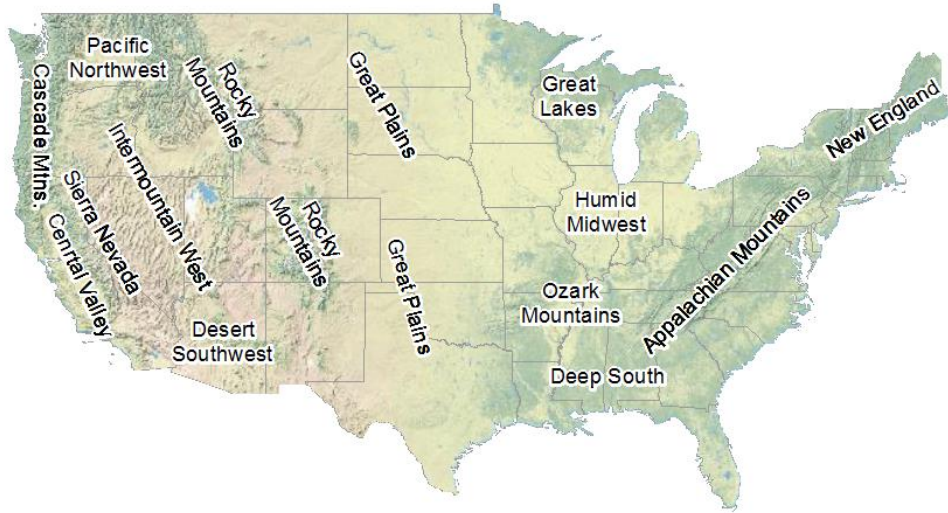 Pacific
Northwest
Cascade Mtns.
Rocky
Mountains
Great Plains
Great
Lakes
New England
Intermountain West
Sierra Nevada
Cenrtal Valley
Rocky
Mountains
Great Plains
Humid
Midwest
Appalachian Mountains
Ozark
Mountains
Desert
Southwest
Deep South